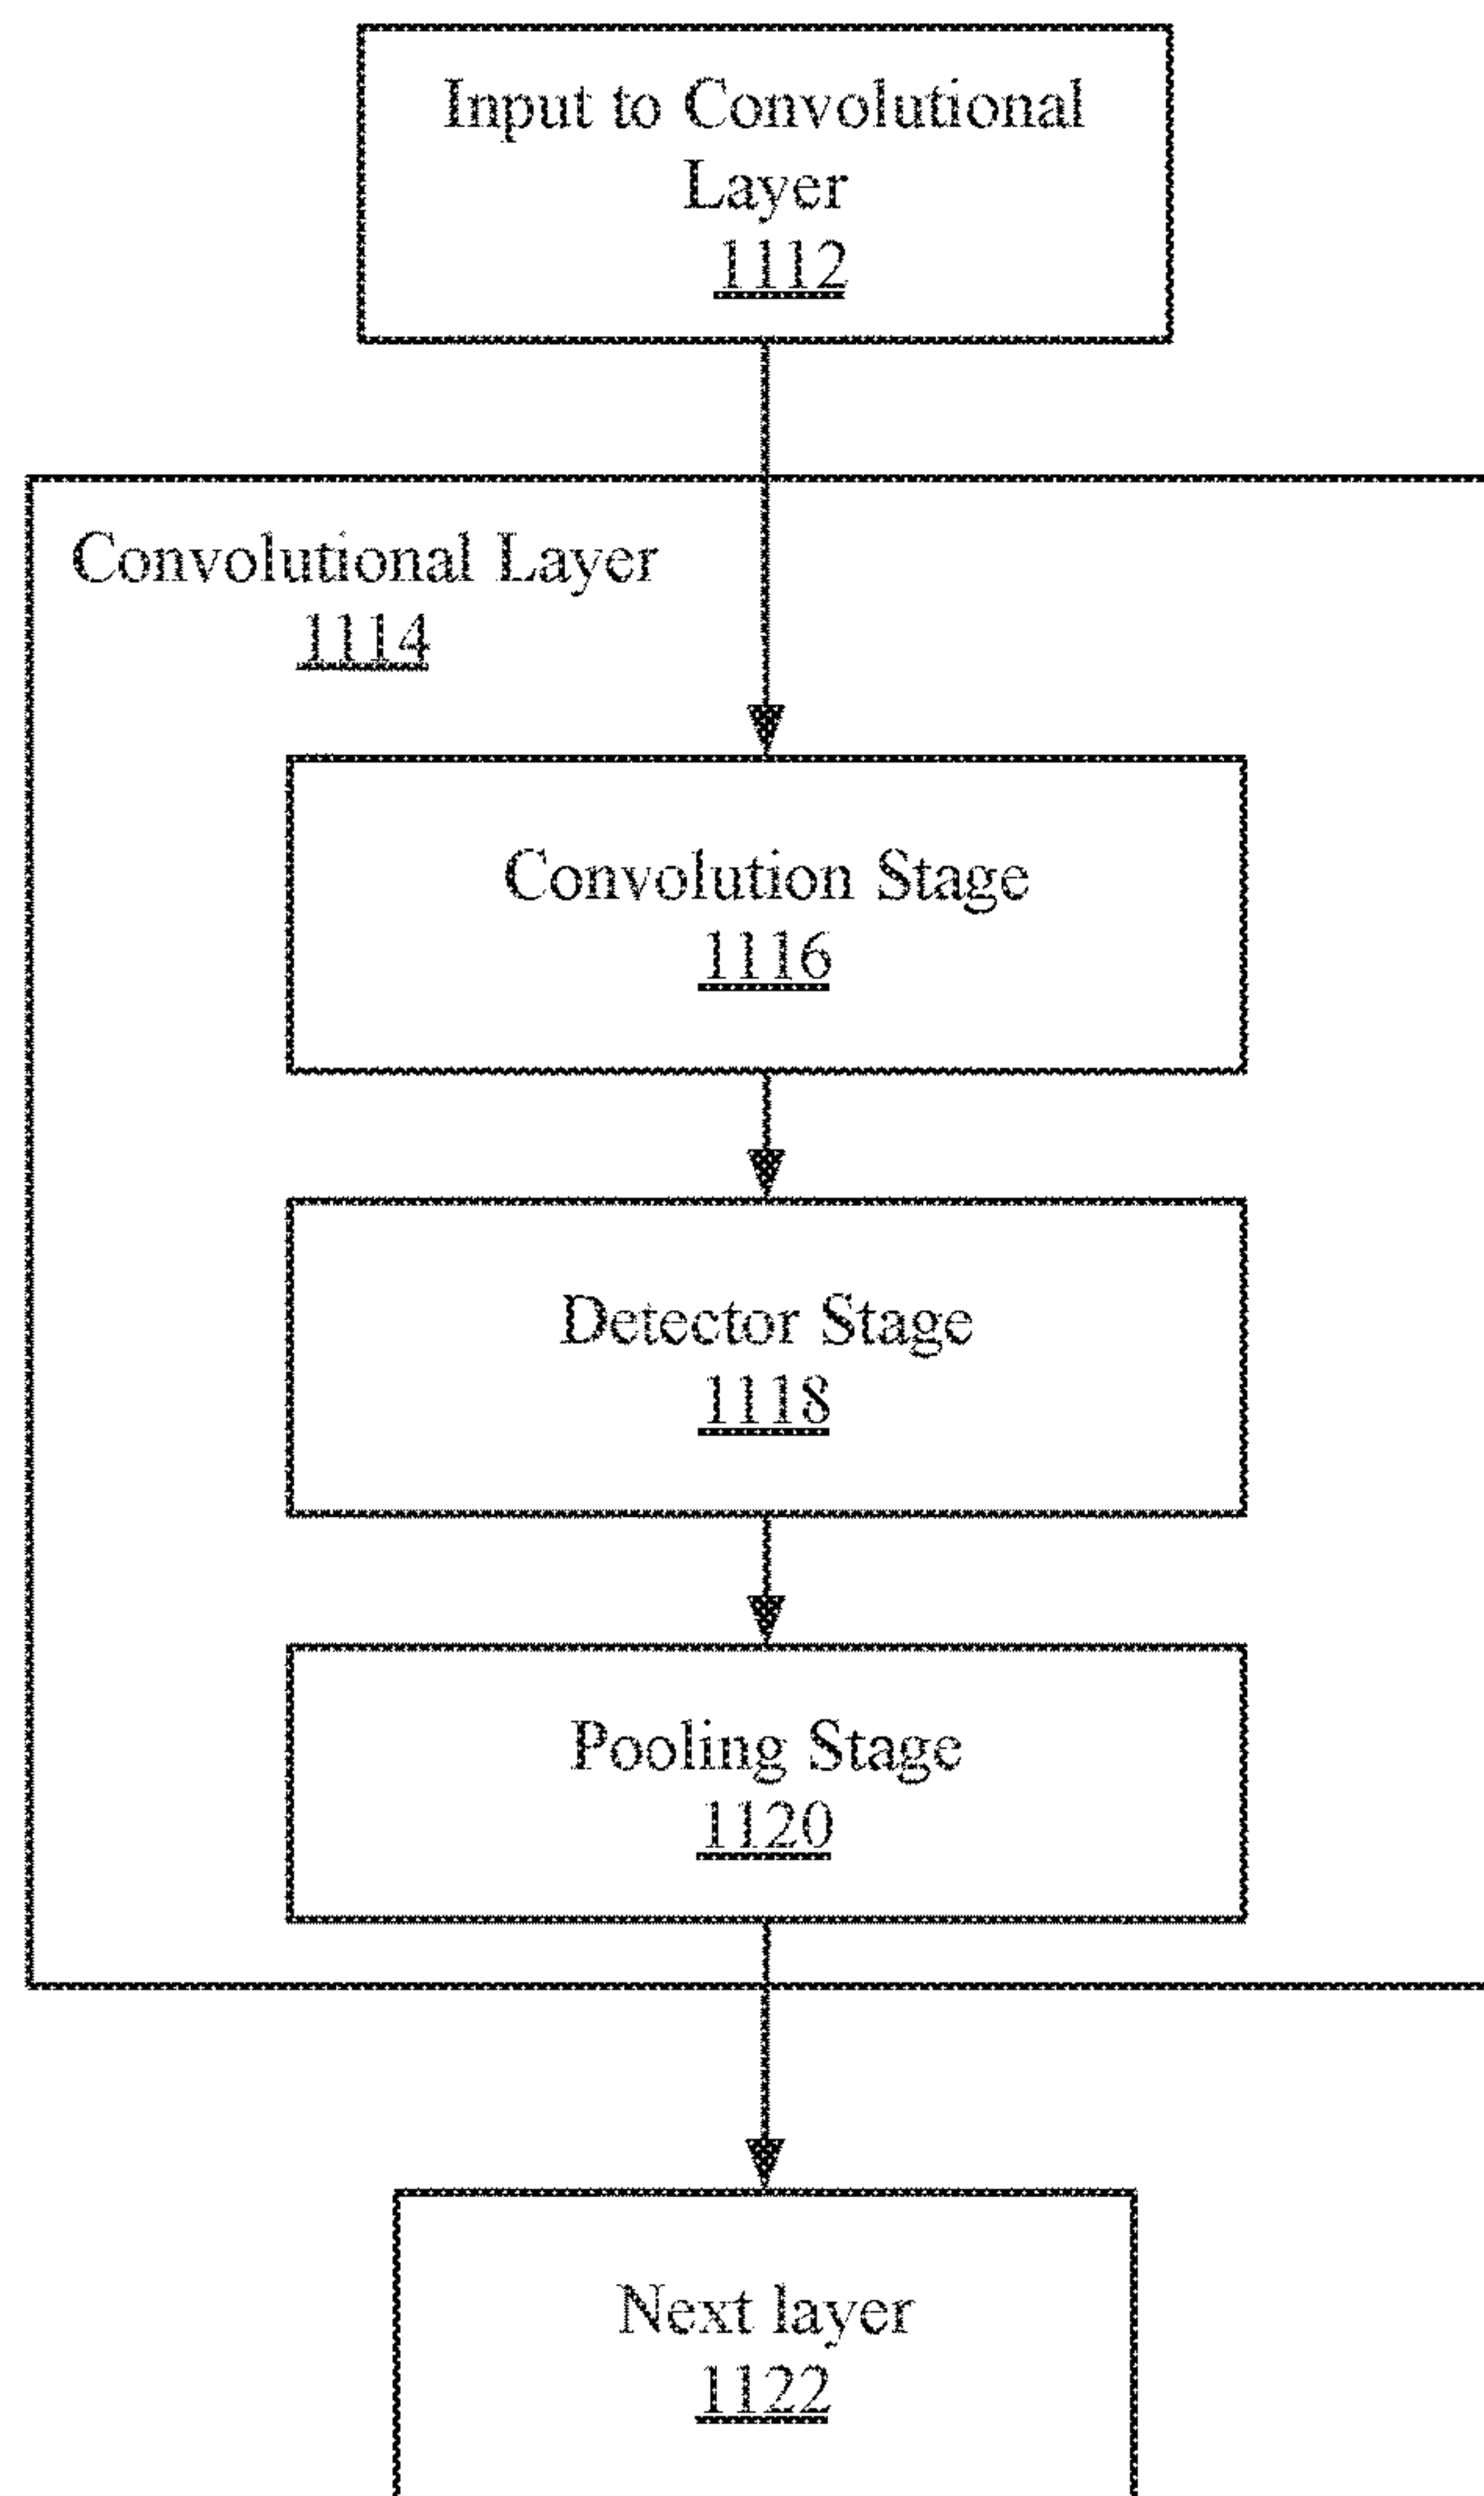 Input to Convolutional
Layer
1112
Convolutional Layer
1114
Convolution Stage
1116
Detector Stage
1118
Pooling Stage
1120
Next layer
1122